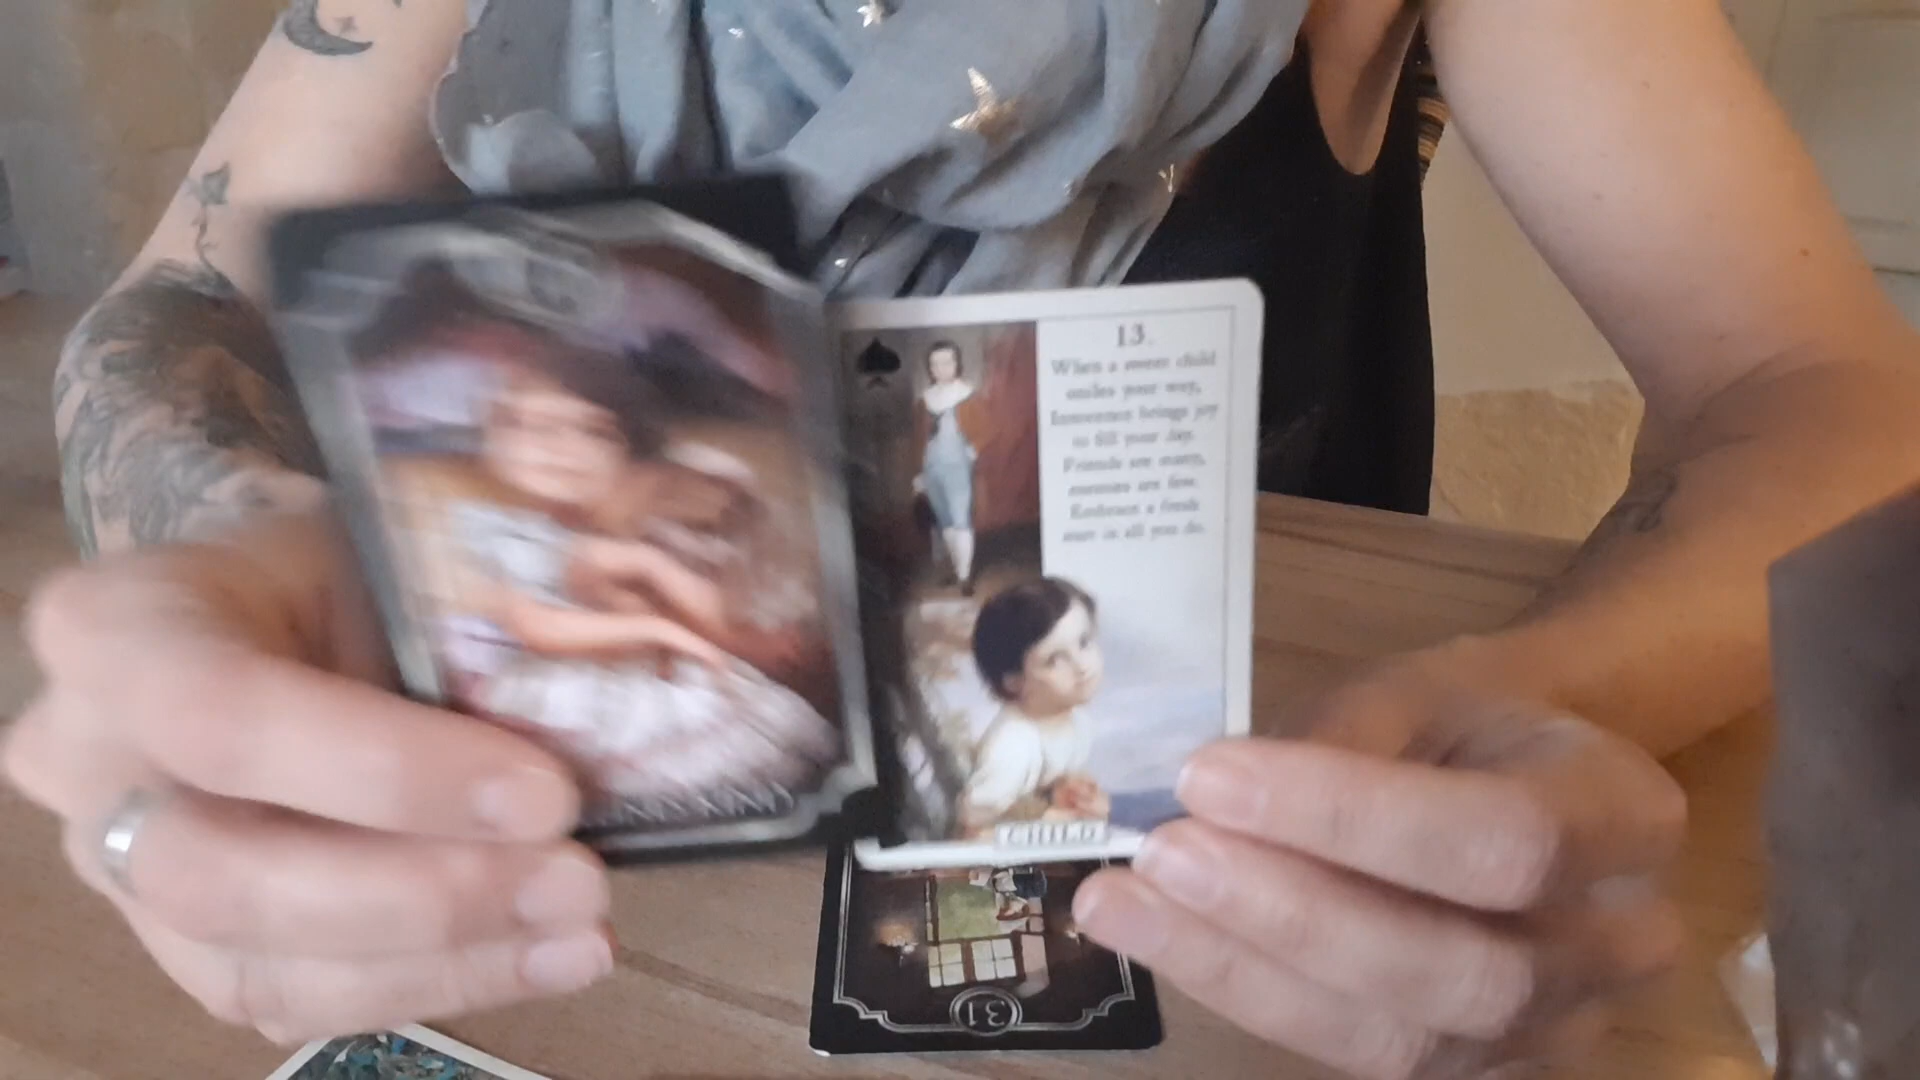 13.
When a sweet child
smiles your way,
Innocence brings joy
to fill your day.
Friends are many,
enemies are few.
Embrace a fresh
start in all you do.
CHILD
31